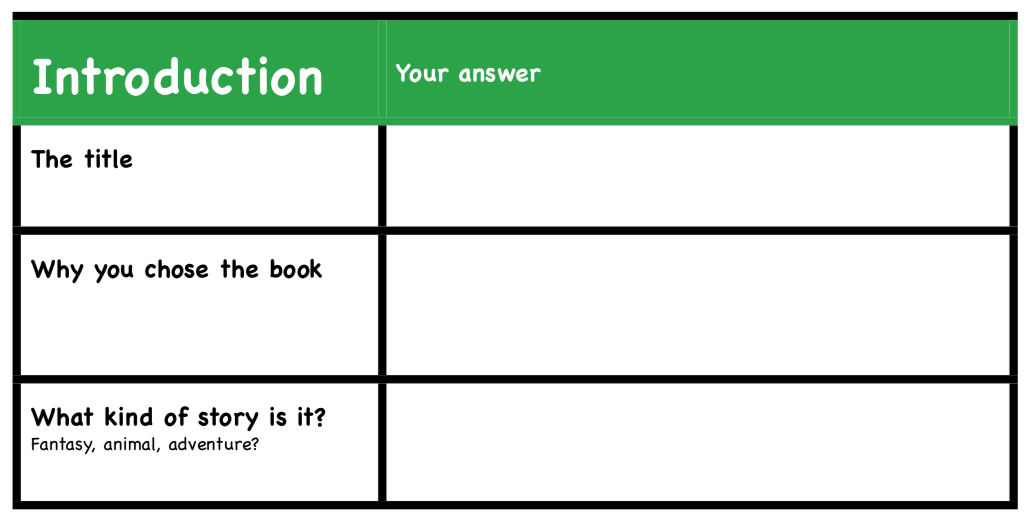 Introduction
Your answer
The title
Why you chose the book
What kind of story is it?
Fantasy, animal, adventure?